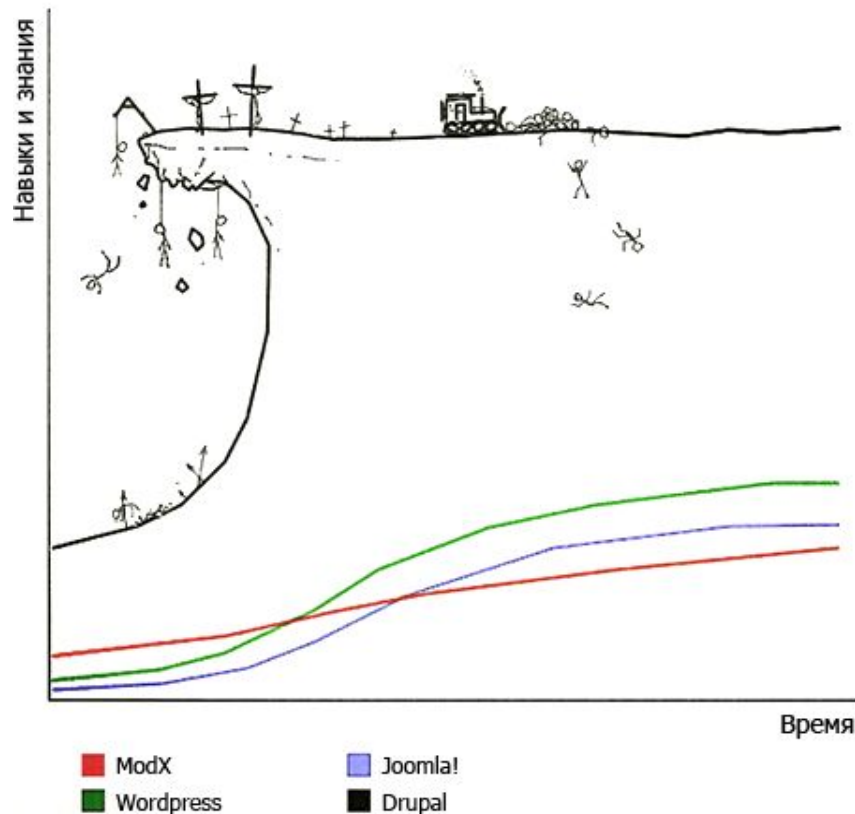 Навыки и знания
Время
ModX
Joomla!
Wordpress
Drupal